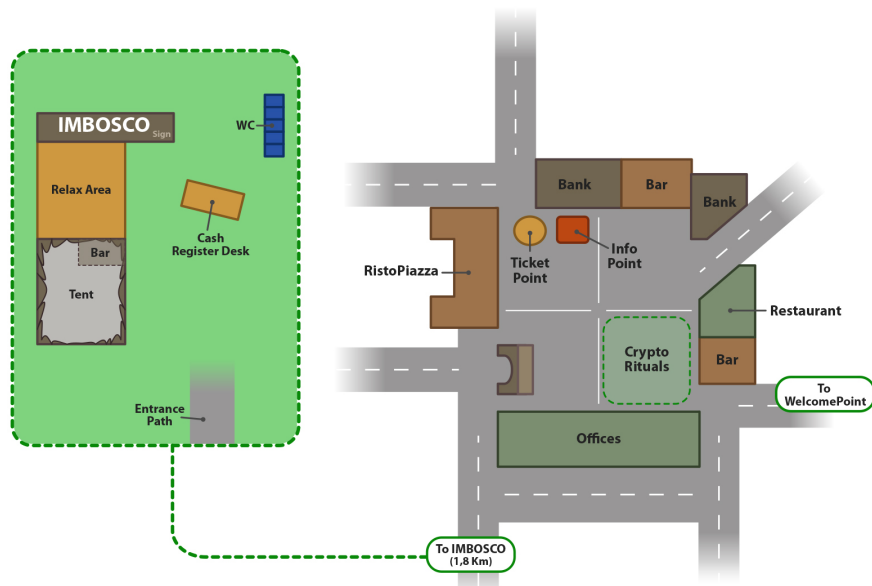 IMBOSCO
Sign
WC
Relax Area
Cash
Register Desk
Bar
Tent
Entrance
Path
Bank
Bar
Bank
Ticket
Point
Info
Point
RistoPiazza
Restaurant
Crypto
Rituals
Bar
To
WelcomePoint
Offices
To IMBOSCO
(1,8 Km)